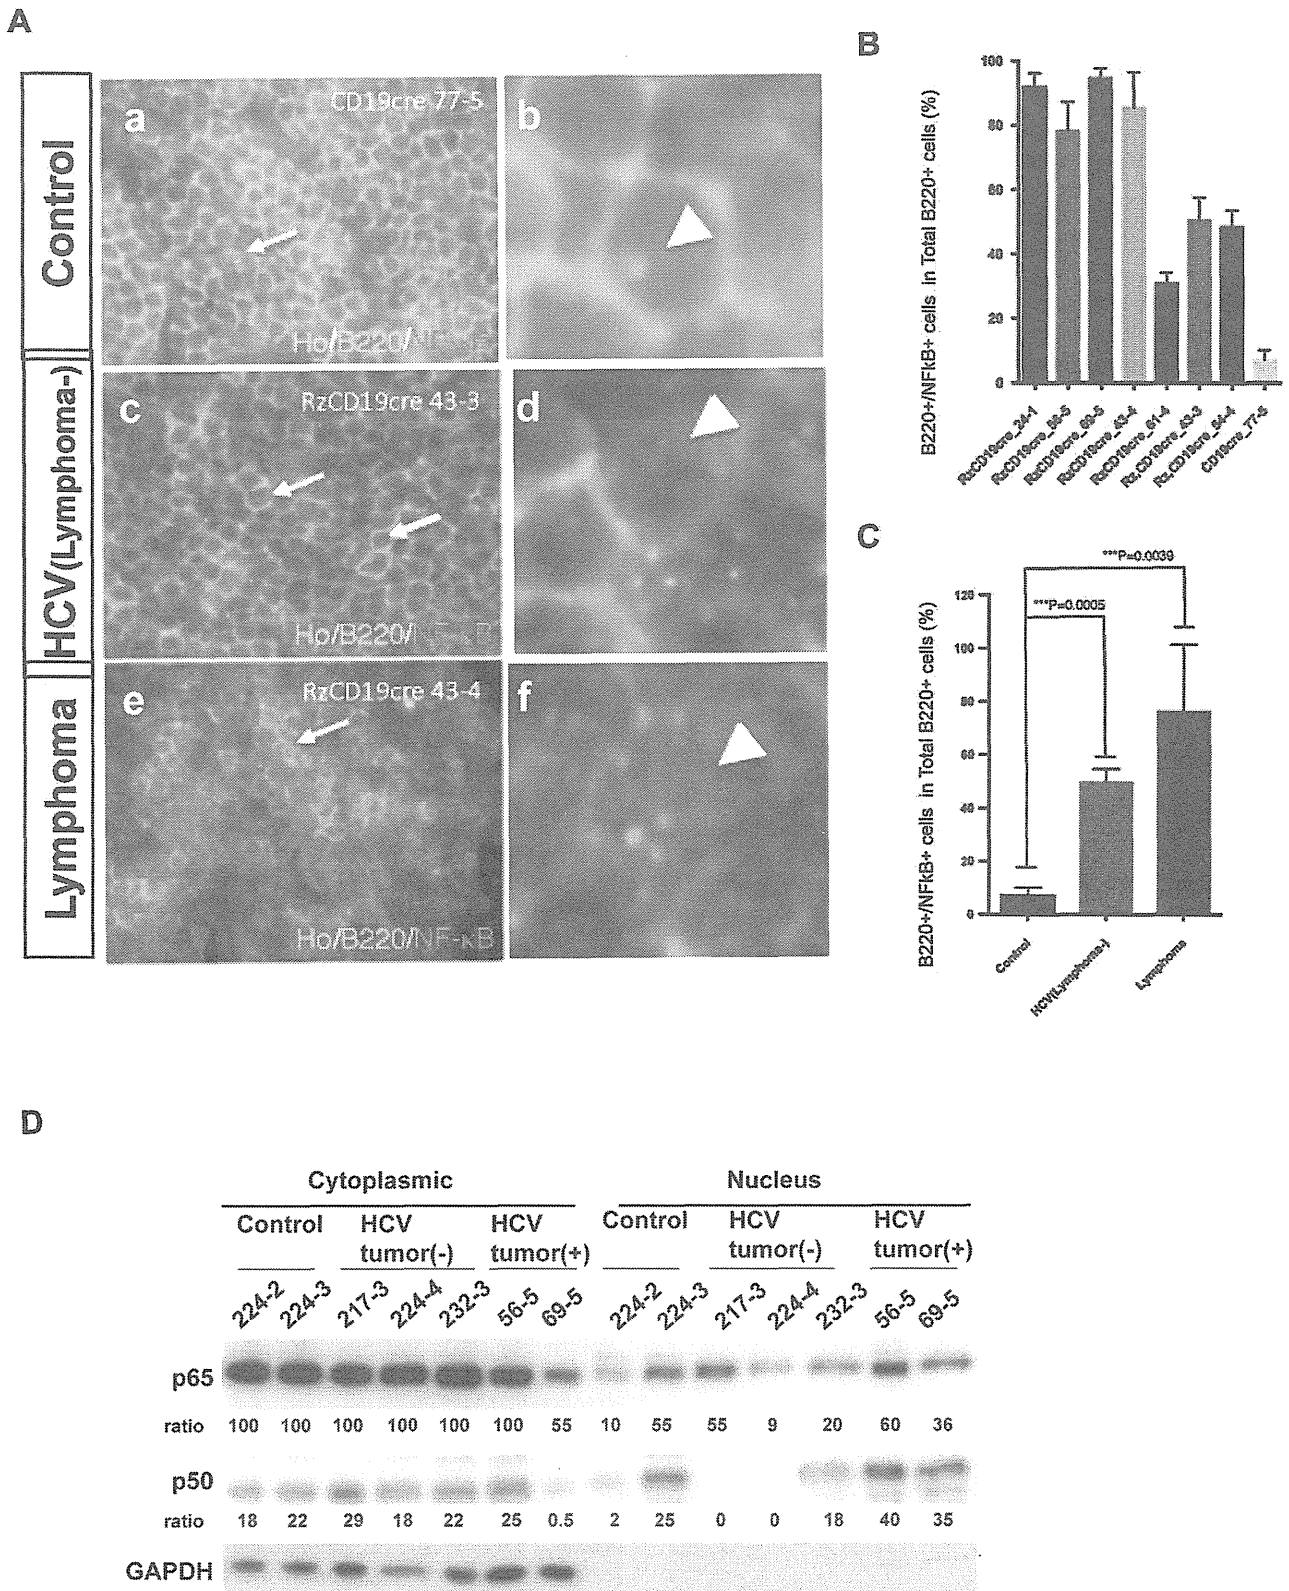 A
Control
HCV(Lymphoma-)
Lymphoma
a
CD19cre 77-5
Ho/B220/
b
c
RzCD19cre 43-3
Ho/B220/
d
e
RzCD19cre 43-4
Ho/B220/NF-κB
f
B
B220+/NFkB+ cells in Total B220+ cells (%)
100
80
60
40
20
0
RzCD19cre_24-1
RzCD19cre_56-5
RzCD19cre_69-5
RzCD19cre_43-4
RzCD19cre_61-4
Rz,CD19cre_43-3
Rz,CD19cre_54-4
CD19cre_77-5
C
B220+/NFkB+ cells in Total B220+ cells (%)
***P=0.0039
***P=0.0005
120
100
80
60
40
20
0
Control
HCV(Lymphoma-)
Lymphoma
D
Cytoplasmic Nucleus
Control HCV tumor(-) HCV tumor(+) Control HCV tumor(-) HCV tumor(+)
224-2 224-3 217-3 224-4 232-3 56-5 69-5 224-2 224-3 217-3 224-4 232-3 56-5 69-5
p65
ratio 100 100 100 100 100 100 55 10 55 55 9 20 60 36
p50
ratio 18 22 29 18 22 25 0.5 2 25 0 0 18 40 35
GAPDH